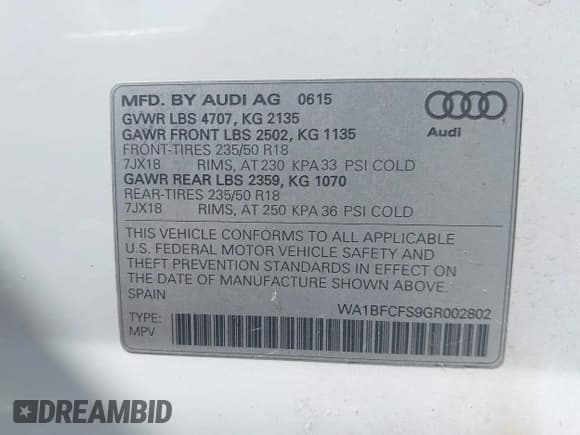 MFD. BY AUDI AG 0615
GVWR LBS 4707, KG 2135
GAWR FRONT LBS 2502, KG 1135
FRONT-TIRES 235/50 R18
7JX18 RIMS, AT 230 KPA 33 PSI COLD
GAWR REAR LBS 2359, KG 1070
REAR-TIRES 235/50 R18
7JX18 RIMS, AT 250 KPA 36 PSI COLD
Audi
THIS VEHICLE CONFORMS TO ALL APPLICABLE
U.S. FEDERAL MOTOR VEHICLE SAFETY AND
THEFT PREVENTION STANDARDS IN EFFECT ON
THE DATE OF MANUFACTURE SHOWN ABOVE.
SPAIN WA1BFCFS9GR002802
TYPE:
MPV
DREAMBID